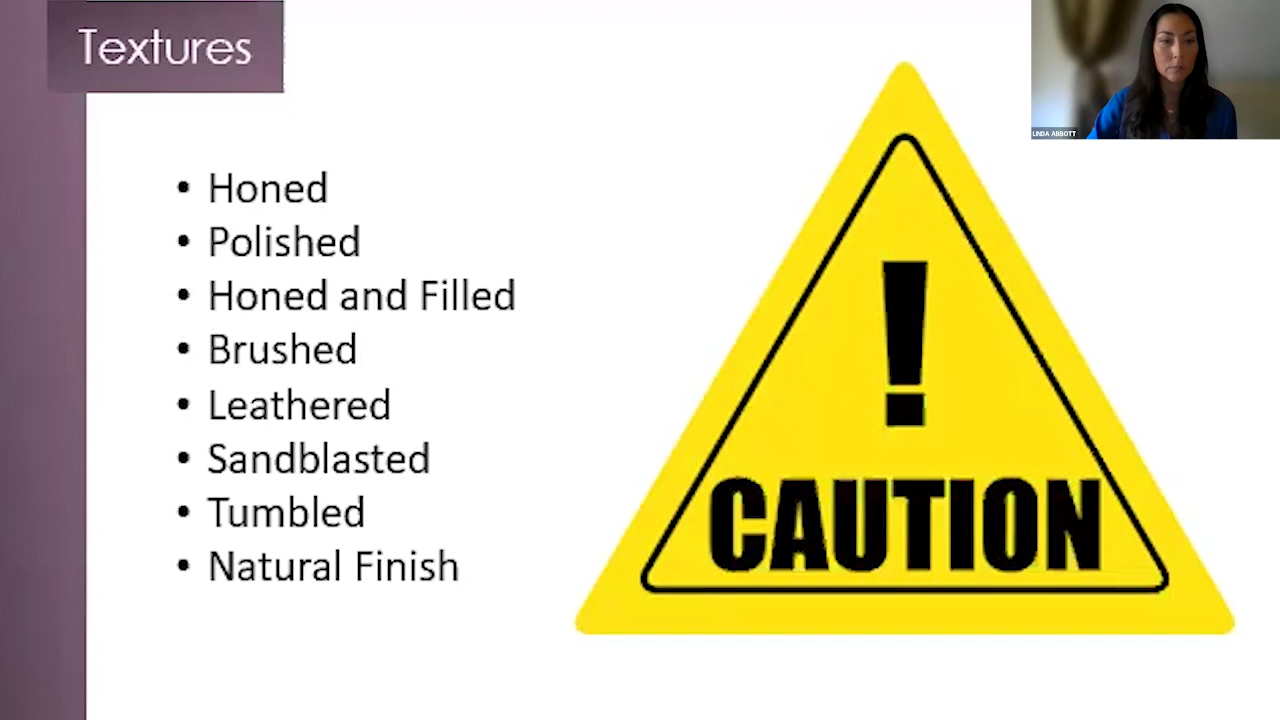 Textures
LINDA ABBOTT
• Honed
• Polished
• Honed and Filled
• Brushed
• Leathered
• Sandblasted
• Tumbled
• Natural Finish
!
CAUTION